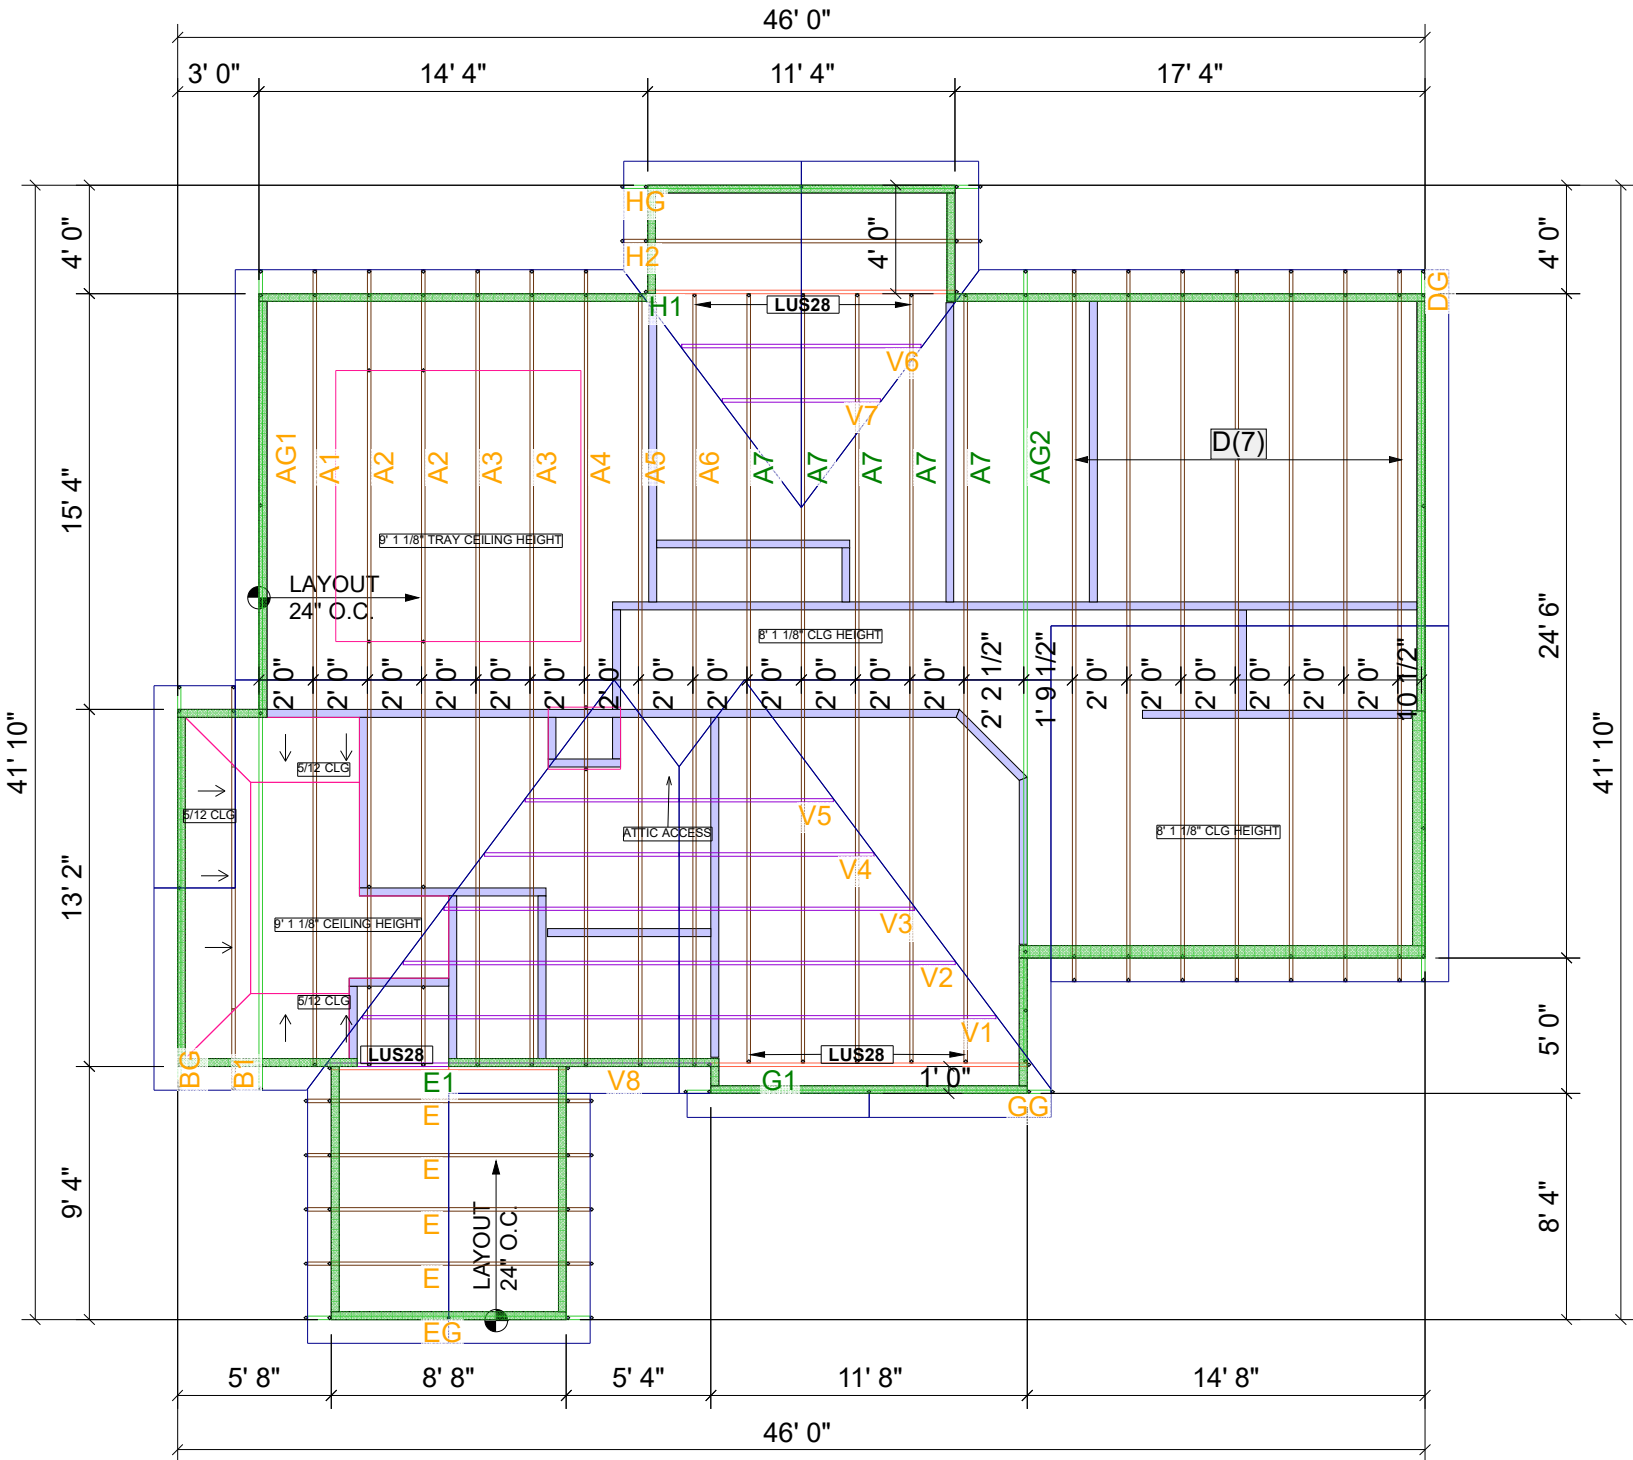 46' 0"
3' 0"
14' 4"
11' 4"
17' 4"
HG
H2
H1
4' 0"
4' 0"
4' 0"
LUS28
DG
V6
V7
AG1
A1
A2
A2
A3
A3
A4
A5
A6
A7
A7
A7
A7
A7
AG2
D(7)
15' 4"
9' 1 1/8" TRAY CEILING HEIGHT
LAYOUT
24" O.C.
8' 1 1/8" CLG HEIGHT
24' 6"
2' 0"
2' 0"
2' 0"
2' 0"
2' 0"
2' 0"
2' 0"
2' 0"
2' 0"
2' 0"
2' 0"
2' 0"
2' 0"
2' 2 1/2"
1' 9 1/2"
2' 0"
2' 0"
2' 0"
2' 0"
2' 0"
2' 0"
10 1/2"
41' 10"
41' 10"
5/12 CLG
5/12 CLG
V5
ATTIC ACCESS
8' 1 1/8" CLG HEIGHT
V4
13' 2"
9' 1 1/8" CEILING HEIGHT
V3
V2
5/12 CLG
V1
5' 0"
BG
B1
LUS28
LUS28
E1
V8
G1
1' 0"
GG
E
E
E
E
LAYOUT
24" O.C.
9' 4"
8' 4"
EG
5' 8"
8' 8"
5' 4"
11' 8"
14' 8"
46' 0"